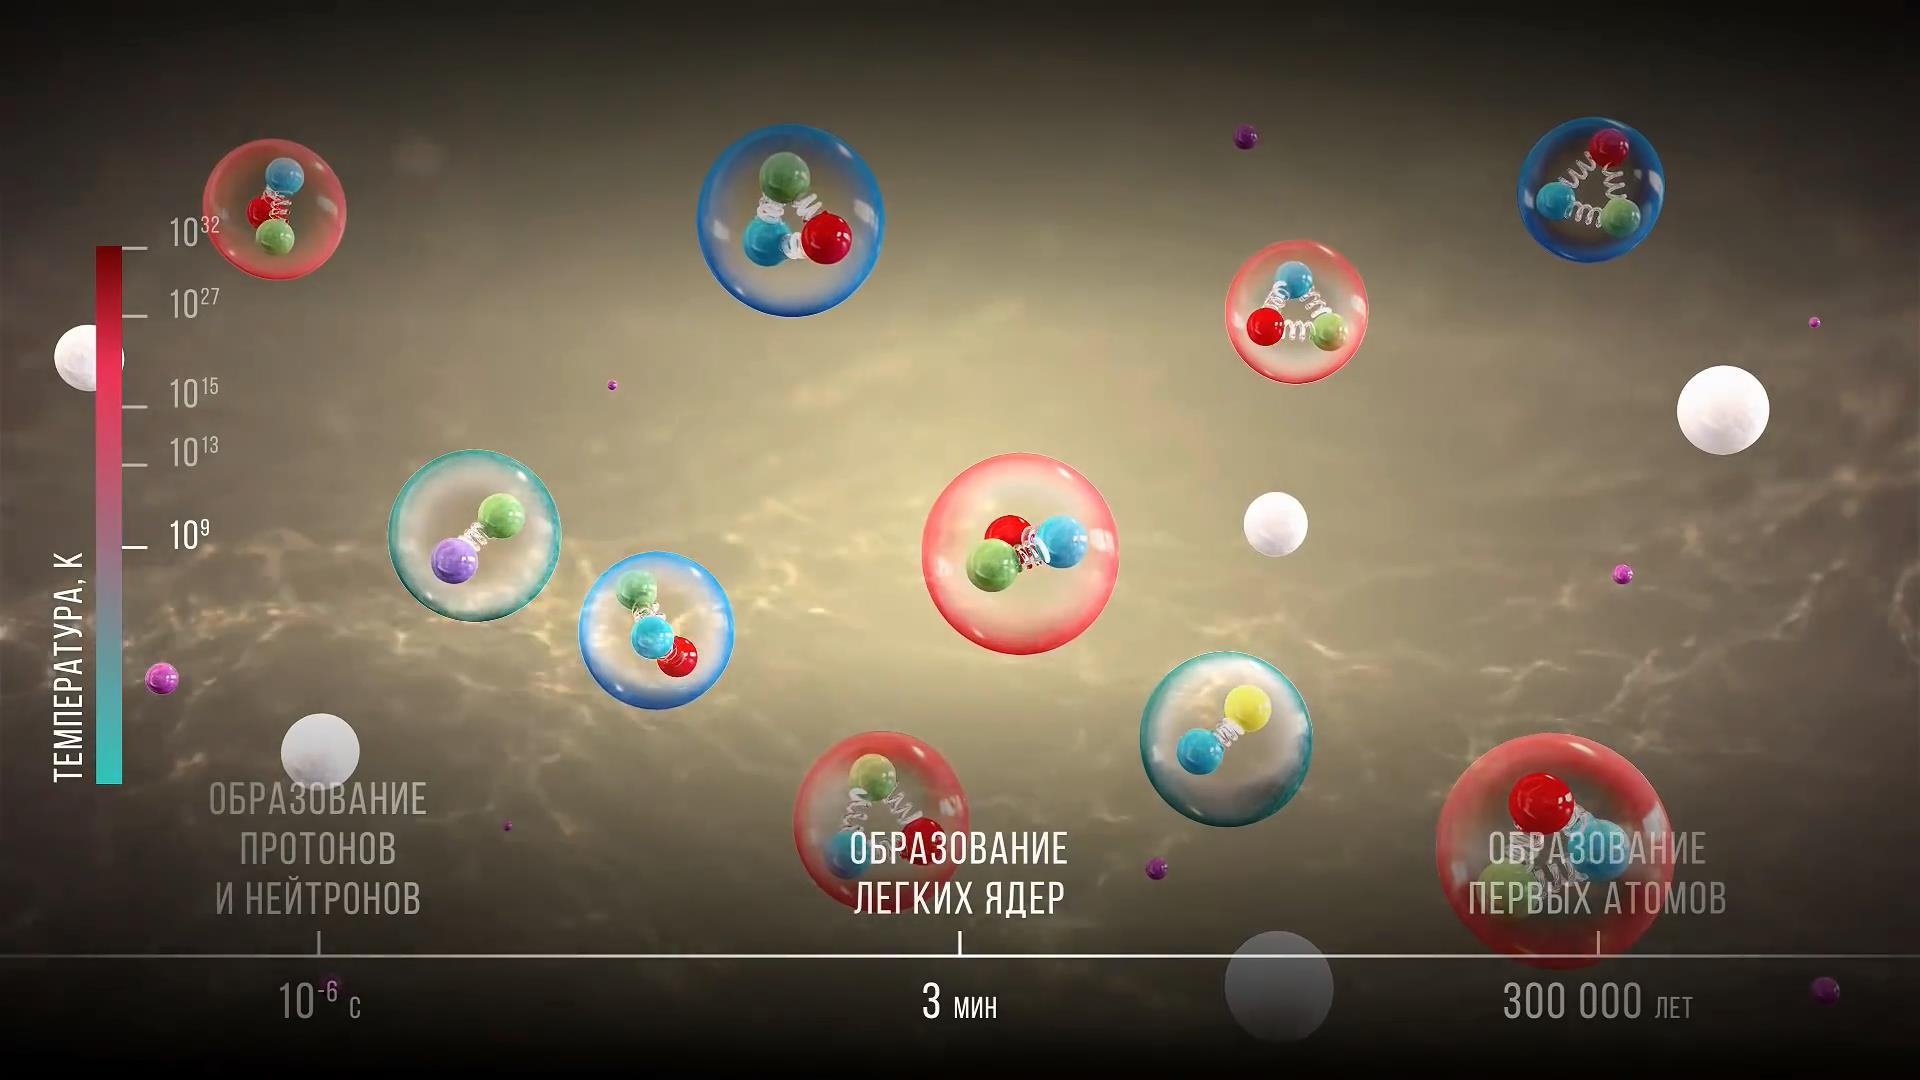 10³²
10²⁷
10¹⁵
10¹³
10⁹
ТЕМПЕРАТУРА, К
ОБРАЗОВАНИЕ
ПРОТОНОВ
И НЕЙТРОНОВ
ОБРАЗОВАНИЕ
ЛЕГКИХ ЯДЕР
ОБРАЗОВАНИЕ
ПЕРВЫХ АТОМОВ
10⁻⁶ с
3 мин
300 000 лет